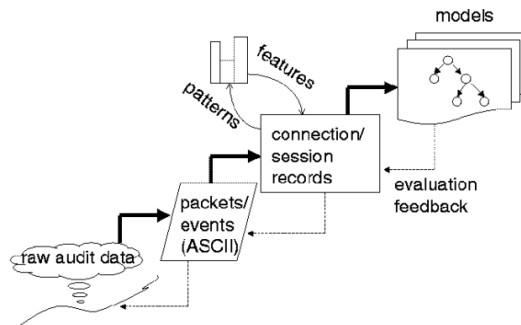 models
features
patterns
connection/
session
records
evaluation
feedback
packets/
events
(ASCII)
raw audit data